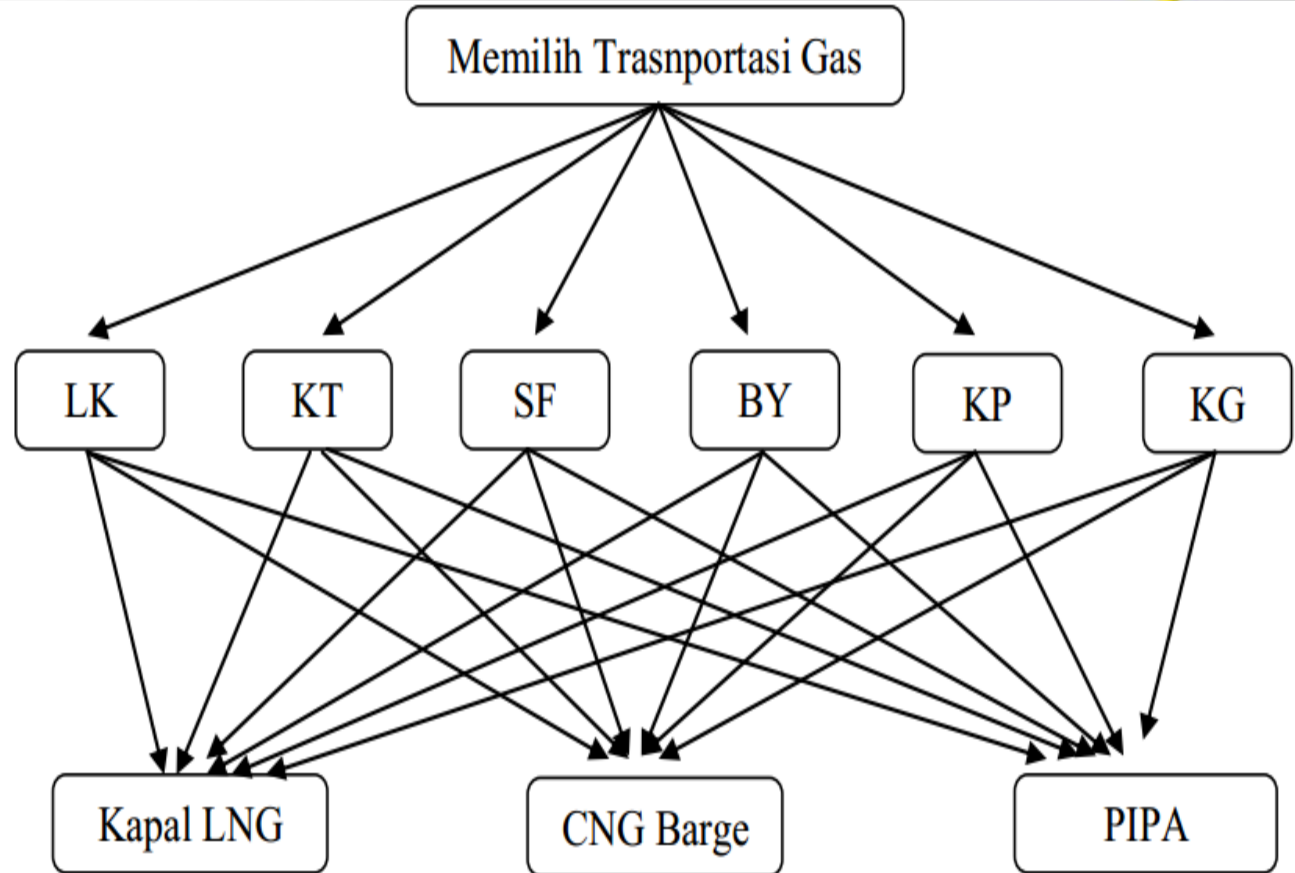 Memilih Trasnportasi Gas
LK
KT
SF
BY
KP
KG
Kapal LNG
CNG Barge
PIPA